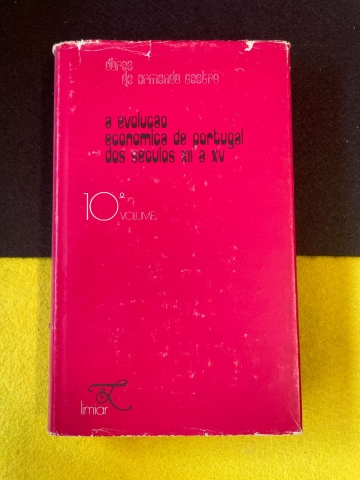 obras
de armando castro
a evolução
económica de portugal
dos séculos XII a XV
10º VOLUME
limiar